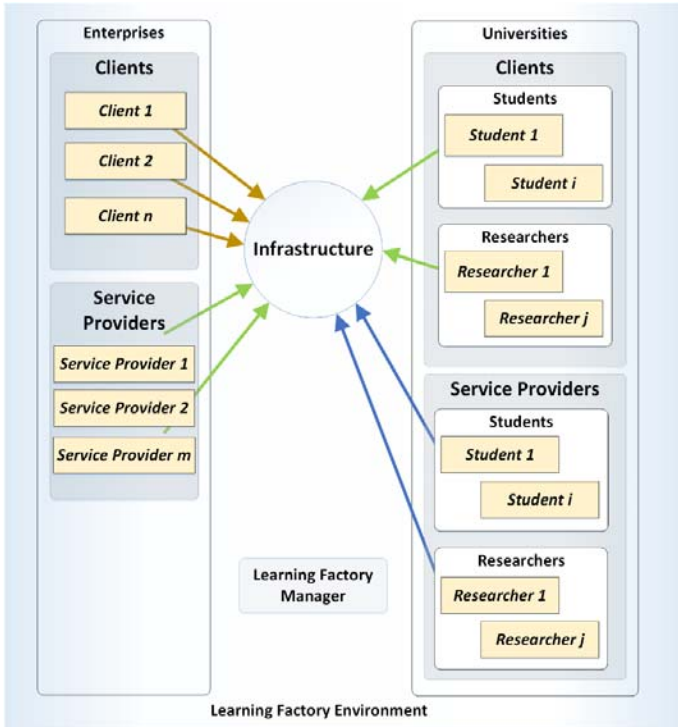 Enterprises
Clients
Client 1
Client 2
Client n
Service
Providers
Service Provider 1
Service Provider 2
Service Provider m
Infrastructure
Learning Factory
Manager
Universities
Clients
Students
Student 1
Student i
Researchers
Researcher 1
Researcher j
Service Providers
Students
Student 1
Student i
Researchers
Researcher 1
Researcher j
Learning Factory Environment